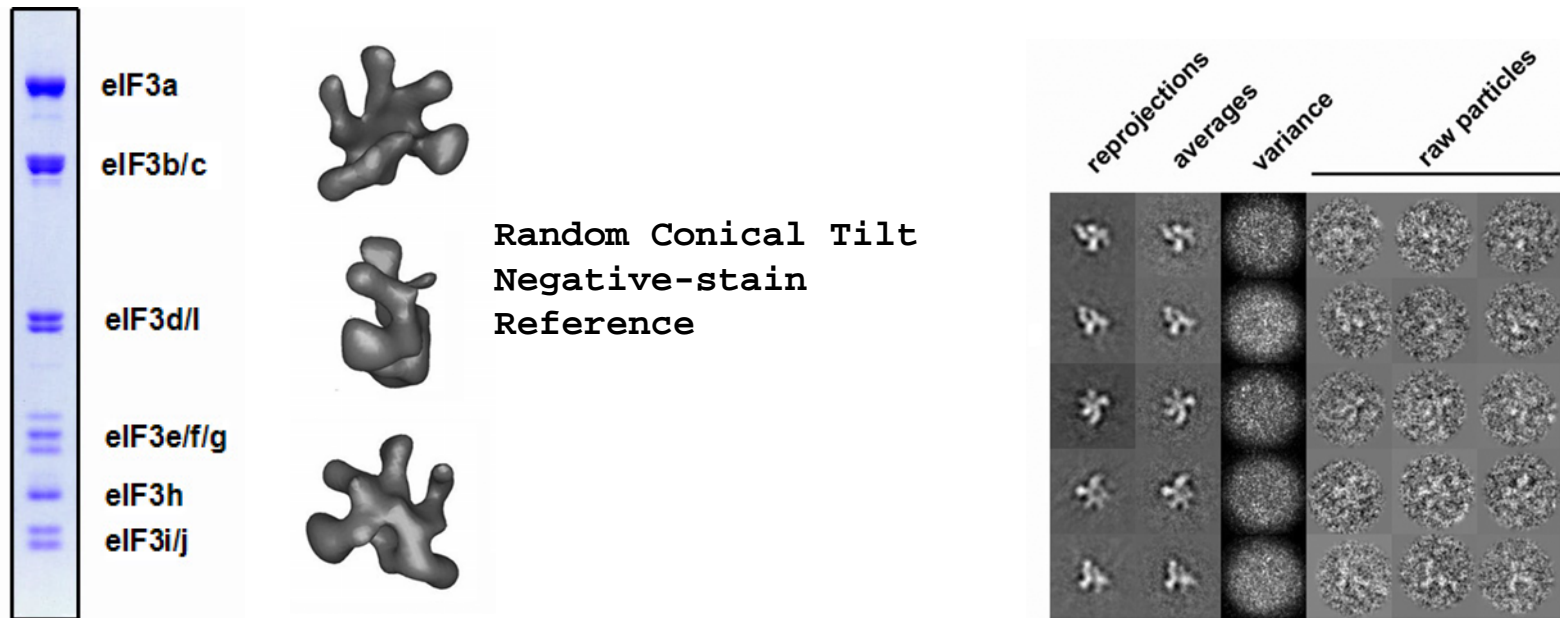 eIF3a
eIF3b/c
eIF3d/l
eIF3e/f/g
eIF3h
eIF3i/j
Random Conical Tilt
Negative-stain
Reference
reprojections
averages
variance
raw particles